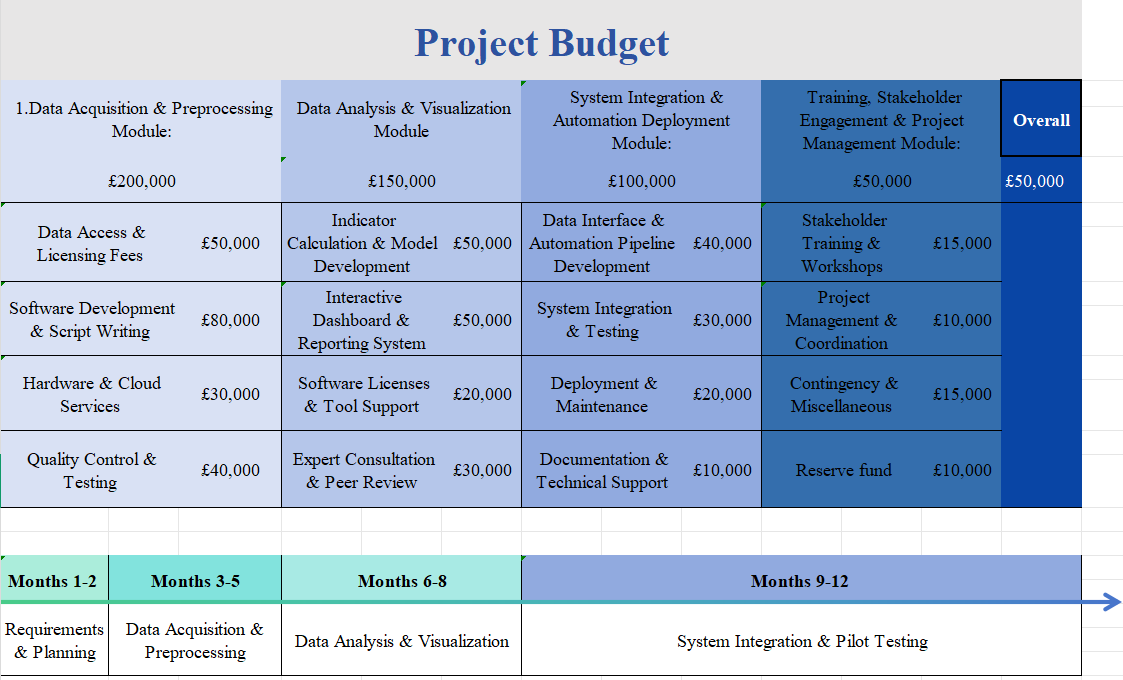 Project Budget
1.Data Acquisition & Preprocessing
Module:
Data Analysis & Visualization
Module
System Integration &
Automation Deployment
Module:
Training, Stakeholder
Engagement & Project
Management Module:
Overall
£200,000
£150,000
£100,000
£50,000
£50,000
Data Access &
Licensing Fees
£50,000
Indicator
Calculation & Model
Development
£50,000
Data Interface &
Automation Pipeline
Development
£40,000
Stakeholder
Training &
Workshops
£15,000
Software Development
& Script Writing
£80,000
Interactive
Dashboard &
Reporting System
£50,000
System Integration
& Testing
£30,000
Project
Management &
Coordination
£10,000
Hardware & Cloud
Services
£30,000
Software Licenses
& Tool Support
£20,000
Deployment &
Maintenance
£20,000
Contingency &
Miscellaneous
£15,000
Quality Control &
Testing
£40,000
Expert Consultation
& Peer Review
£30,000
Documentation &
Technical Support
£10,000
Reserve fund
£10,000
Months 1-2
Months 3-5
Months 6-8
Months 9-12
Requirements
& Planning
Data Acquisition &
Preprocessing
Data Analysis & Visualization
System Integration & Pilot Testing